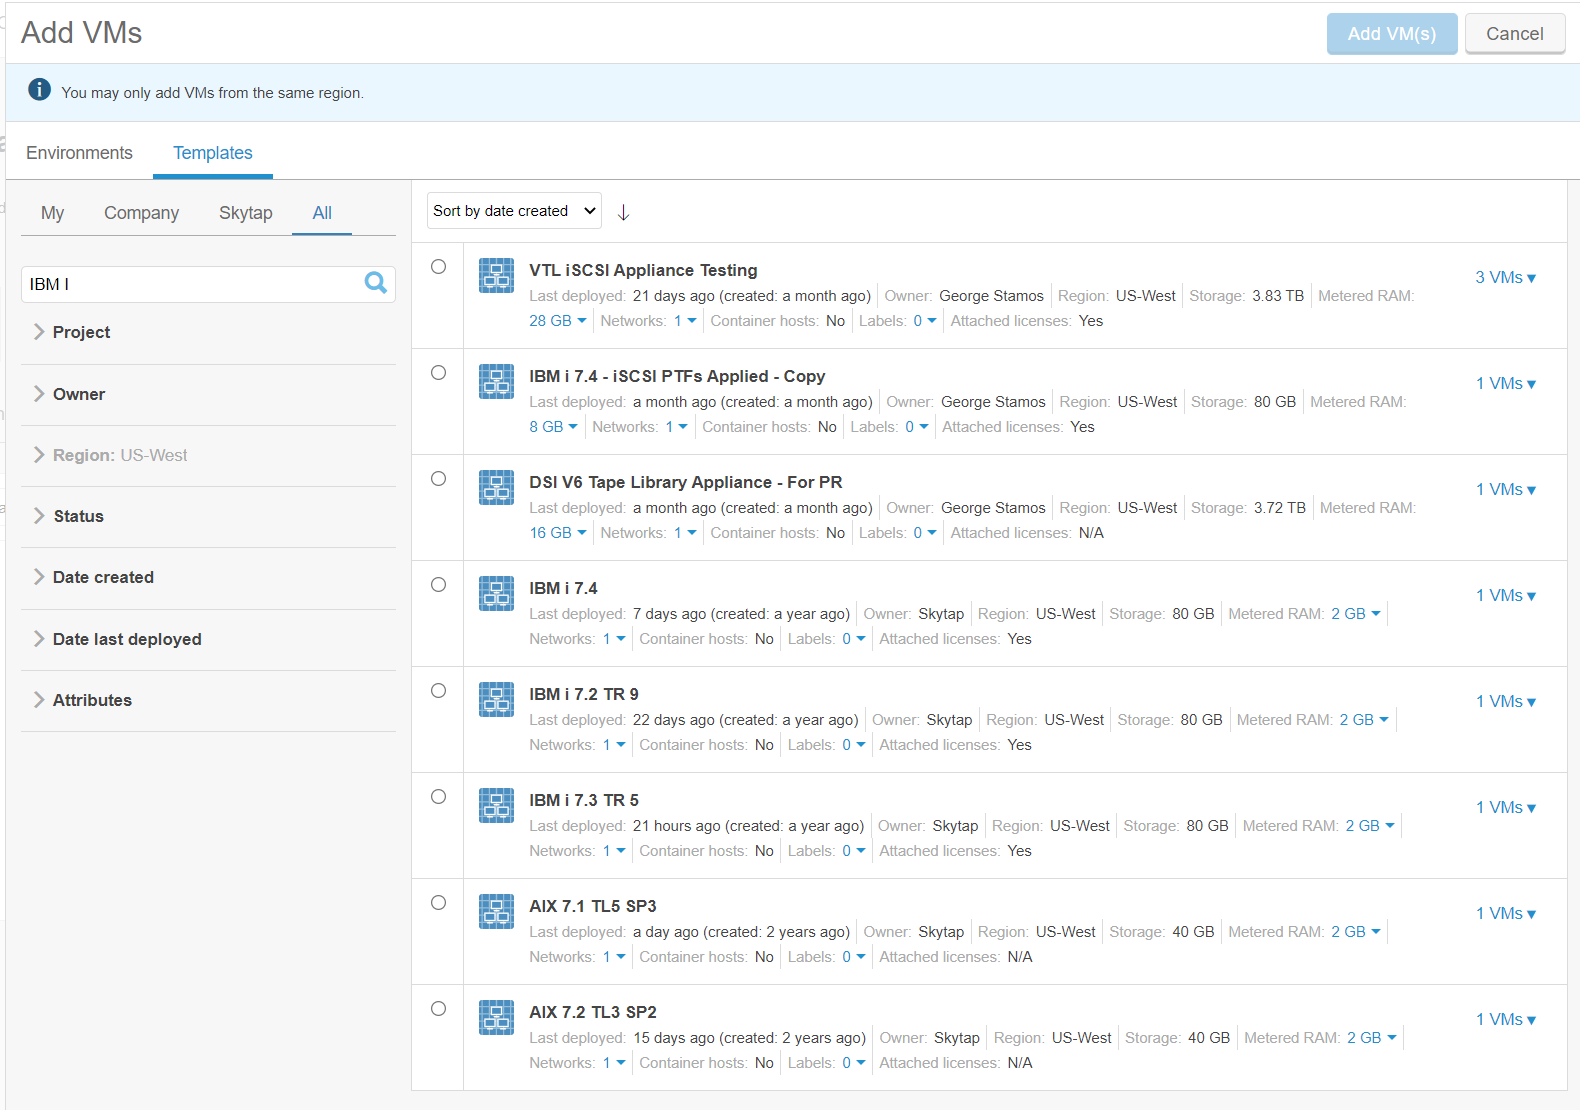 Add VMs
Add VM(s)
Cancel
You may only add VMs from the same region.
Environments
Templates
My
Company
Skytap
All
IBM I
Project
Owner
Region: US-West
Status
Date created
Date last deployed
Attributes
Sort by date created
VTL iSCSI Appliance Testing
3 VMs
Last deployed: 21 days ago (created: a month ago) Owner: George Stamos Region: US-West Storage: 3.83 TB Metered RAM:
28 GB Networks: 1 Container hosts: No Labels: 0 Attached licenses: Yes
IBM i 7.4 - iSCSI PTFs Applied - Copy
1 VMs
Last deployed: a month ago (created: a month ago) Owner: George Stamos Region: US-West Storage: 80 GB Metered RAM:
8 GB Networks: 1 Container hosts: No Labels: 0 Attached licenses: Yes
DSI V6 Tape Library Appliance - For PR
1 VMs
Last deployed: a month ago (created: a month ago) Owner: George Stamos Region: US-West Storage: 3.72 TB Metered RAM:
16 GB Networks: 1 Container hosts: No Labels: 0 Attached licenses: N/A
IBM i 7.4
1 VMs
Last deployed: 7 days ago (created: a year ago) Owner: Skytap Region: US-West Storage: 80 GB Metered RAM: 2 GB
Networks: 1 Container hosts: No Labels: 0 Attached licenses: Yes
IBM i 7.2 TR 9
1 VMs
Last deployed: 22 days ago (created: a year ago) Owner: Skytap Region: US-West Storage: 80 GB Metered RAM: 2 GB
Networks: 1 Container hosts: No Labels: 0 Attached licenses: Yes
IBM i 7.3 TR 5
1 VMs
Last deployed: 21 hours ago (created: a year ago) Owner: Skytap Region: US-West Storage: 80 GB Metered RAM: 2 GB
Networks: 1 Container hosts: No Labels: 0 Attached licenses: Yes
AIX 7.1 TL5 SP3
1 VMs
Last deployed: a day ago (created: 2 years ago) Owner: Skytap Region: US-West Storage: 40 GB Metered RAM: 2 GB
Networks: 1 Container hosts: No Labels: 0 Attached licenses: N/A
AIX 7.2 TL3 SP2
1 VMs
Last deployed: 15 days ago (created: 2 years ago) Owner: Skytap Region: US-West Storage: 40 GB Metered RAM: 2 GB
Networks: 1 Container hosts: No Labels: 0 Attached licenses: N/A